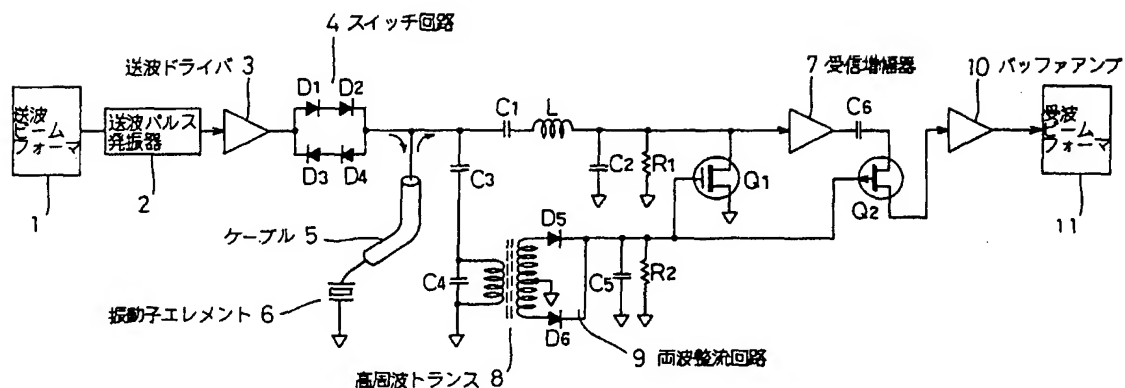 4 スイッチ回路
送波ドライバ 3
7 受信増幅器
10 バッファアンプ
送波
ビーム
フォーマ
送波パルス
発振器
D1
D2
D3
D4
C1
L
C6
受波
ビーム
フォーマ
1
2
C3
C2
R1
Q1
Q2
11
ケーブル 5
D5
C4
C5
R2
振動子エレメント 6
D6
9 両波整流回路
高周波トランス 8